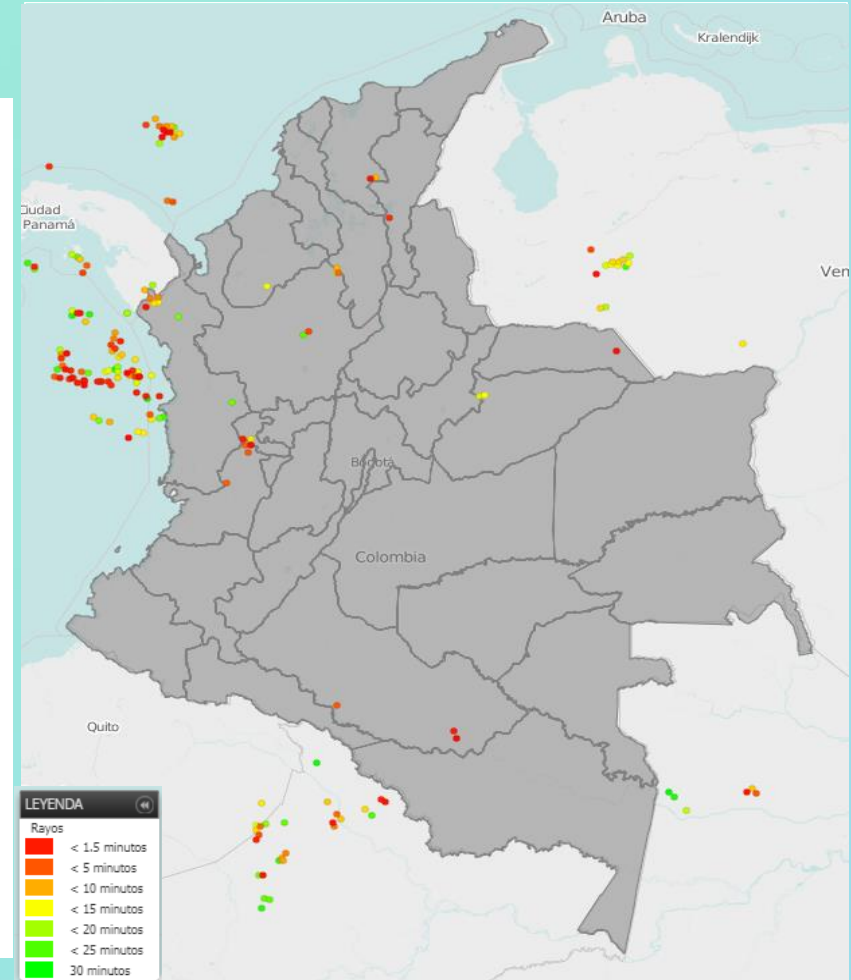 Aruba
Kralendijk
Ciudad
Panamá
Ven
Bogotá
Colombia
Quito
LEYENDA
Rayos
< 1.5 minutos
< 5 minutos
< 10 minutos
< 15 minutos
< 20 minutos
< 25 minutos
30 minutos